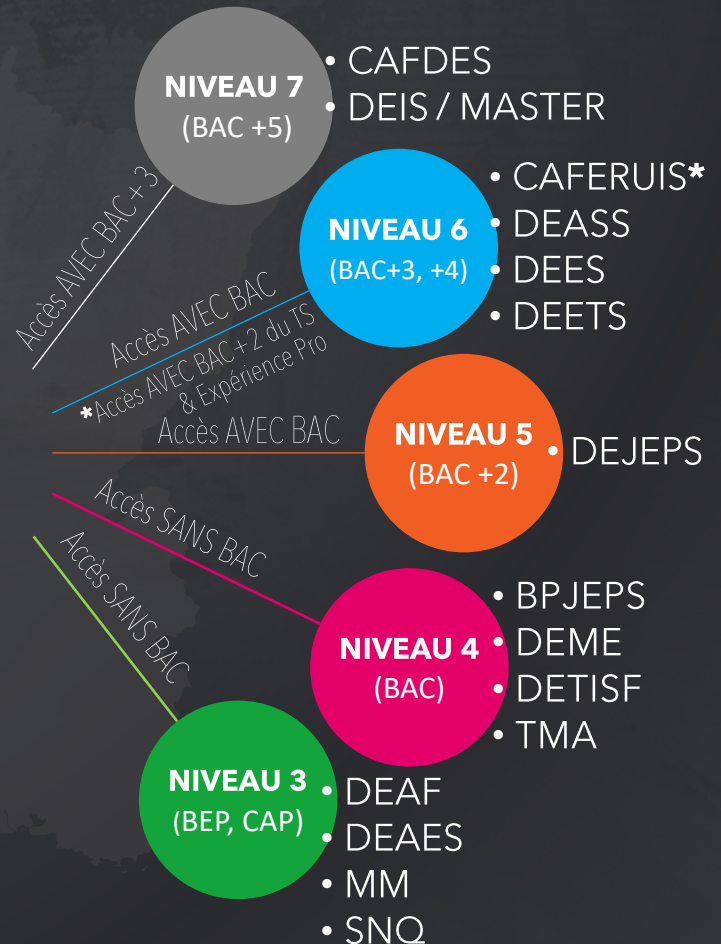 NIVEAU 7
(BAC +5)
• CAFDES
• DEIS / MASTER
Accès AVEC BAC+3
NIVEAU 6
(BAC+3, +4)
• CAFERUIS*
• DEASS
• DEES
• DEETS
Accès AVEC BAC
*Accès AVEC BAC+2 du TS
& Expérience Pro
NIVEAU 5
(BAC +2)
• DEJEPS
Accès AVEC BAC
NIVEAU 4
(BAC)
• BPJEPS
• DEME
• DETISF
• TMA
Accès SANS BAC
NIVEAU 3
(BEP, CAP)
• DEAF
• DEAES
• MM
• SNQ
Accès SANS BAC